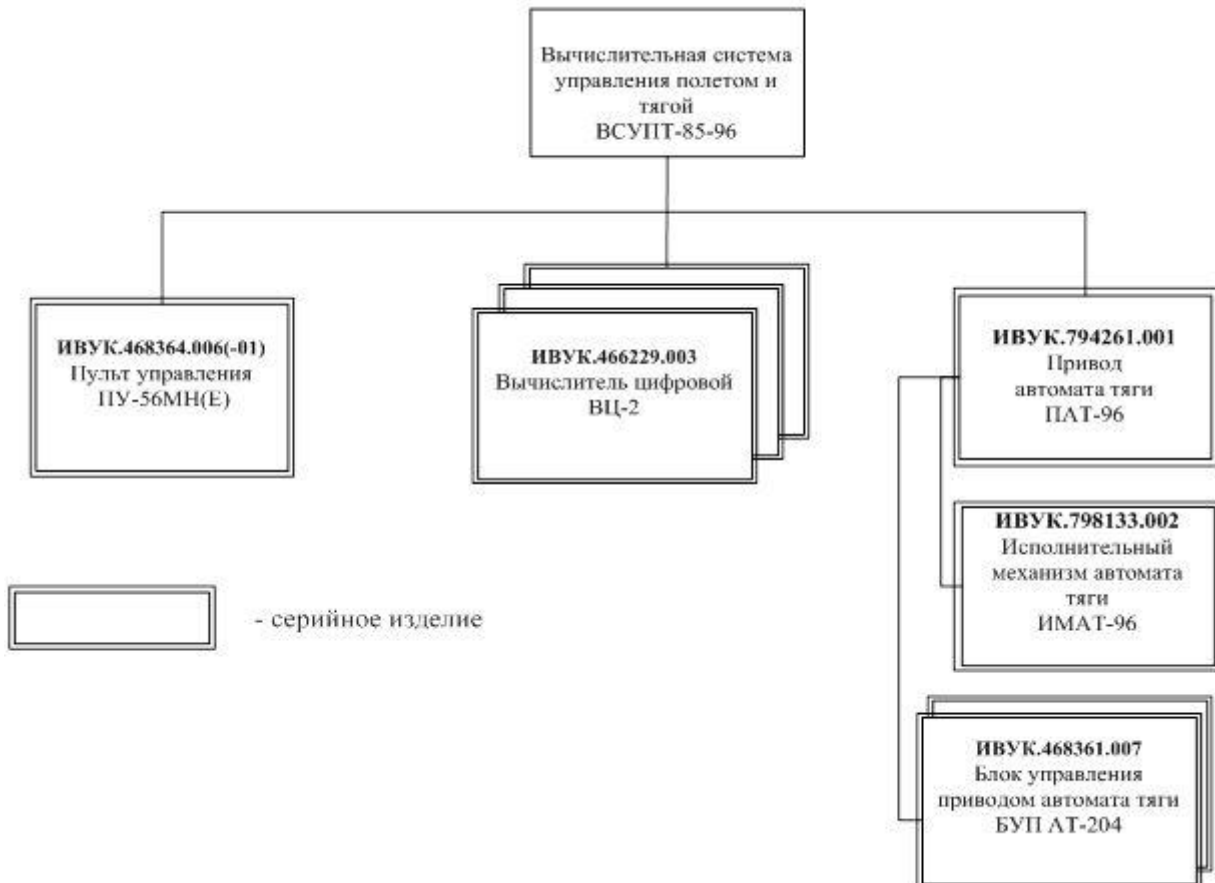 Вычислительная система
управления полетом и
тягой
ВСУПТ-85-96
ИВУК.468364.006(-01)
Пульт управления
ПУ-56МН(Е)
ИВУК.466229.003
Вычислитель цифровой
ВЦ-2
ИВУК.794261.001
Привод
автомата тяги
ПАТ-96
ИВУК.798133.002
Исполнительный
механизм автомата
тяги
ИМАТ-96
- серийное изделие
ИВУК.468361.007
Блок управления
приводом автомата тяги
БУП АТ-204